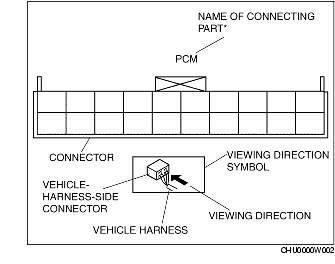 NAME OF CONNECTING
PART*
PCM
CONNECTOR
VIEWING DIRECTION
SYMBOL
VEHICLE-
HARNESS-SIDE
CONNECTOR
VIEWING DIRECTION
VEHICLE HARNESS
CHU0000W002